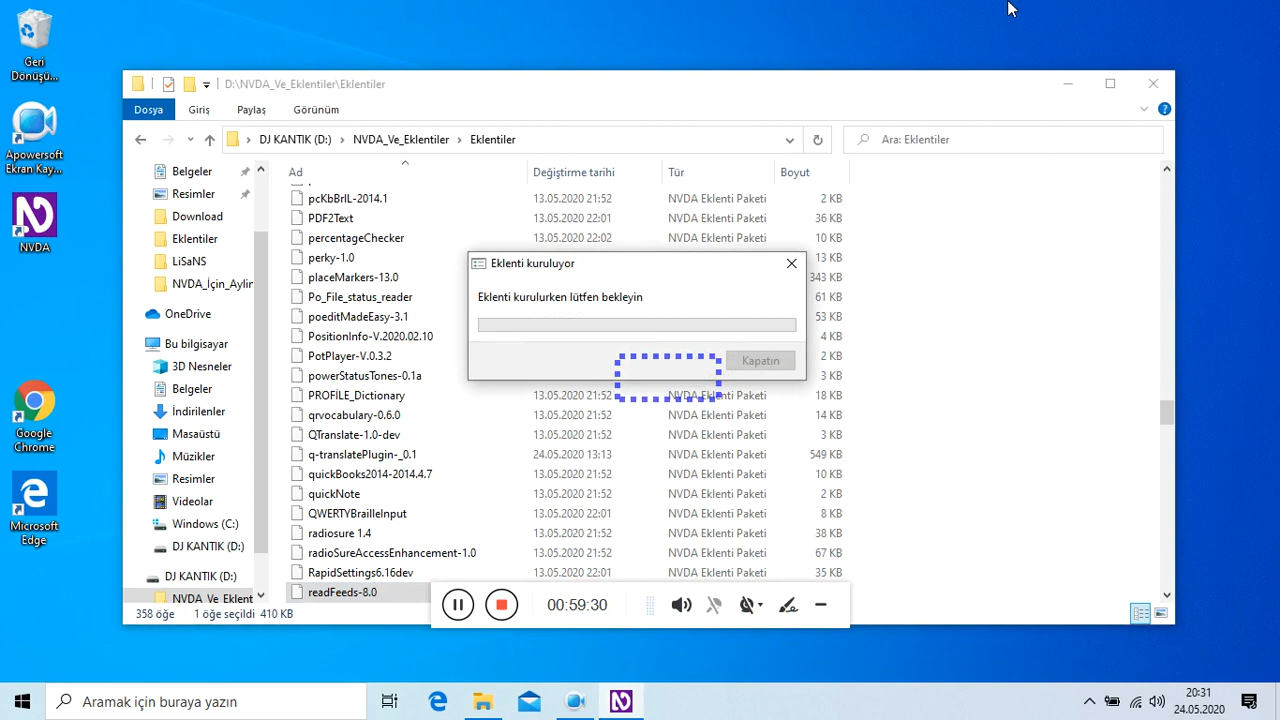 Geri
Dönüşü...
Apowersoft
Ekran Kay...
NVDA
Google
Chrome
Microsoft
Edge
D:\NVDA_Ve_Eklentiler\Eklentiler
Dosya Giriş Paylaş Görünüm
DJ KANTIK (D:) NVDA_Ve_Eklentiler Eklentiler
Ara: Eklentiler
Belgeler
Resimler
Download
Eklentiler
LiSaNS
NVDA_İçin_Aylir
OneDrive
Bu bilgisayar
3D Nesneler
Belgeler
İndirilenler
Masaüstü
Müzikler
Resimler
Videolar
Windows (C:)
DJ KANTIK (D:)
DJ KANTIK (D:)
NVDA_Ve_Eklent
Ad Değiştirme tarihi Tür Boyut
pcKbBrlL-2014.1 13.05.2020 21:52 NVDA Eklenti Paketi 2 KB
PDF2Text 13.05.2020 22:01 NVDA Eklenti Paketi 36 KB
percentageChecker 13.05.2020 22:02 NVDA Eklenti Paketi 10 KB
perky-1.0 13 KB
placeMarkers-13.0 343 KB
Po_File_status_reader 61 KB
poeditMadeEasy-3.1 53 KB
PositionInfo-V.2020.02.10 4 KB
PotPlayer-V.0.3.2 2 KB
powerStatusTones-0.1a 3 KB
PROFİLE_Dictionary 13.05.2020 21:52 NVDA Eklenti Paketi 18 KB
qrvocabulary-0.6.0 13.05.2020 21:52 NVDA Eklenti Paketi 14 KB
QTranslate-1.0-dev 13.05.2020 21:52 NVDA Eklenti Paketi 3 KB
q-translatePlugin-_0.1 24.05.2020 13:13 NVDA Eklenti Paketi 549 KB
quickBooks2014-2014.4.7 13.05.2020 21:52 NVDA Eklenti Paketi 10 KB
quickNote 13.05.2020 21:52 NVDA Eklenti Paketi 2 KB
QWERTYBrailleInput 13.05.2020 22:01 NVDA Eklenti Paketi 8 KB
radiosure 1.4 13.05.2020 21:52 NVDA Eklenti Paketi 38 KB
radioSureAccessEnhancement-1.0 13.05.2020 21:52 NVDA Eklenti Paketi 67 KB
RapidSettings6.16dev 13.05.2020 22:01 NVDA Eklenti Paketi 35 KB
readFeeds-8.0
Eklenti kuruluyor
Eklenti kurulurken lütfen bekleyin
Kapatın
00:59:30
358 öğe 1 öğe seçildi 410 KB
Aramak için buraya yazın
20:31
24.05.2020